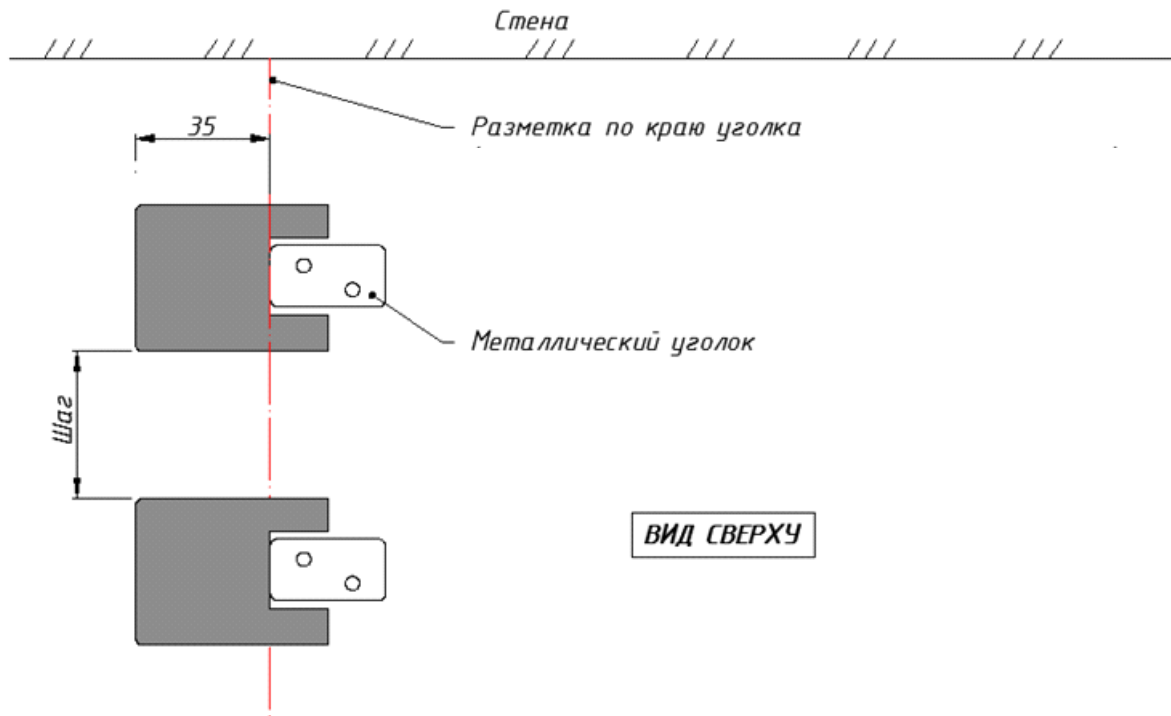 Стена
35
Разметка по краю уголка
Металлический уголок
Шаг
ВИД СВЕРХУ